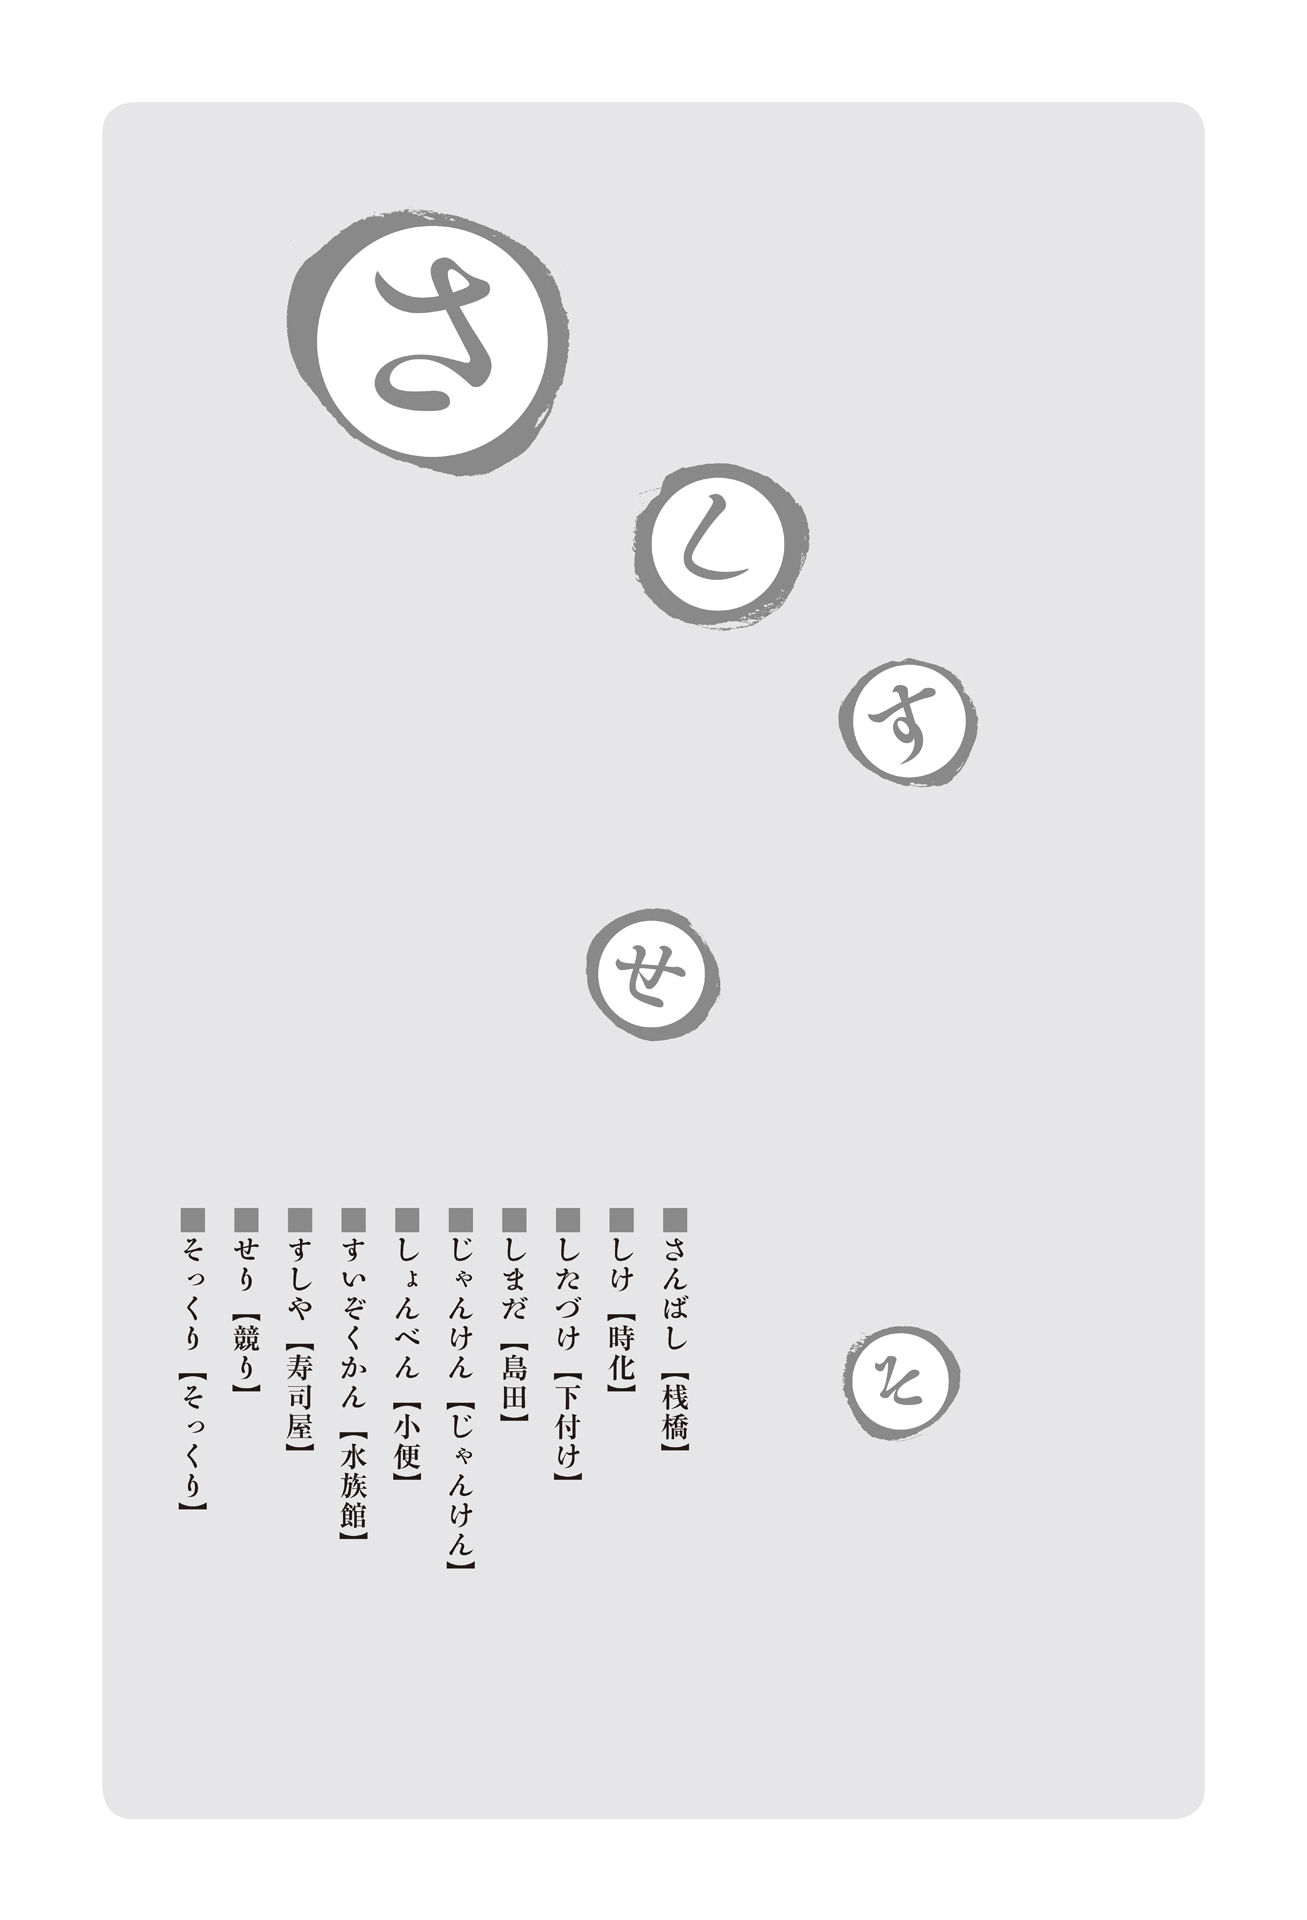 さ
し
す
せ
そ
■さんばし【桟橋】
■しけ【時化】
■したづけ【下付け】
■しまだ【島田】
■じゃんけん【じゃんけん】
■しょんべん【小便】
■すいぞくかん【水族館】
■すしや【寿司屋】
■せり【競り】
■そっくり【そっくり】